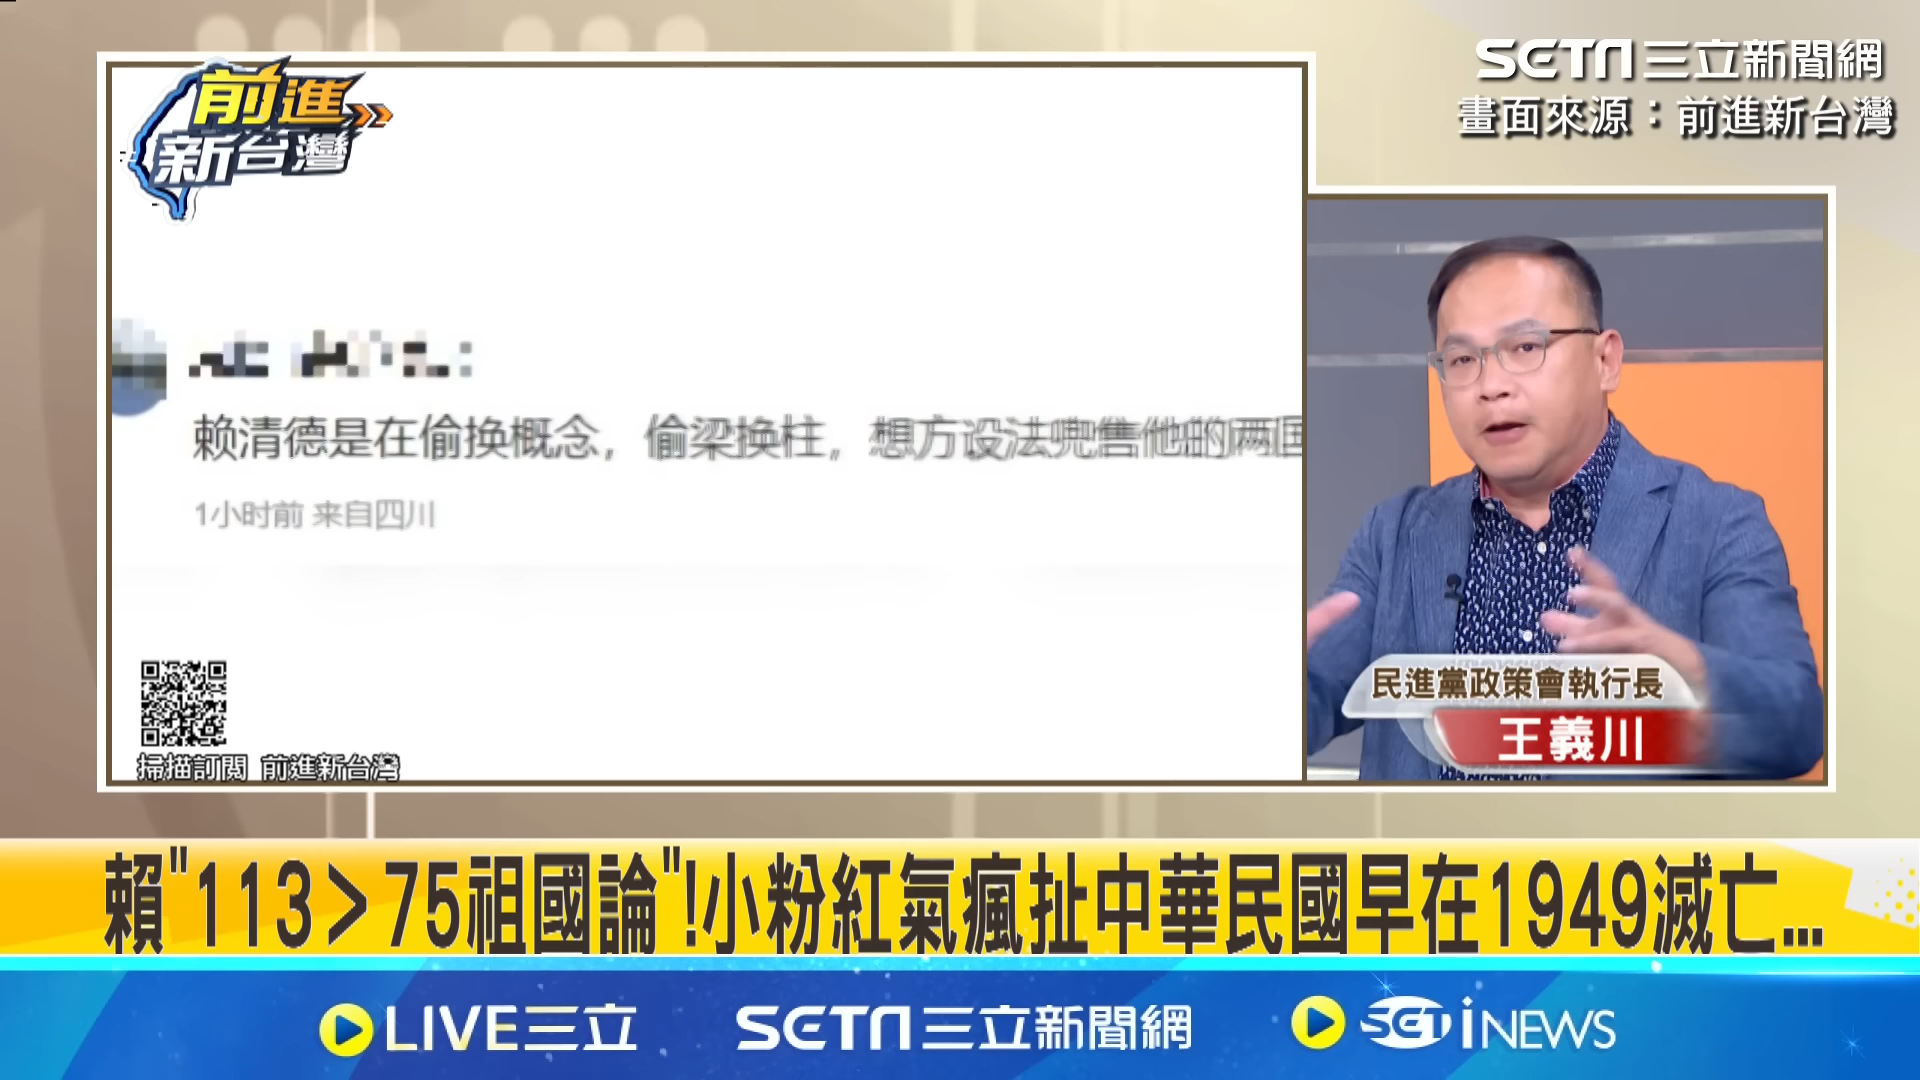 SETN三立新聞網
畫面來源：前進新台灣
前進
新台灣
赖清德是在偷换概念，偷梁换柱，想方设法兜售他的两国
1小时前 来自四川
掃描訂閱 前進新台灣
民進黨政策會執行長
王義川
賴"113>75祖國論"!小粉紅氣瘋扯中華民國早在1949滅亡...
LIVE三立
SETN三立新聞網
SET iNEWS